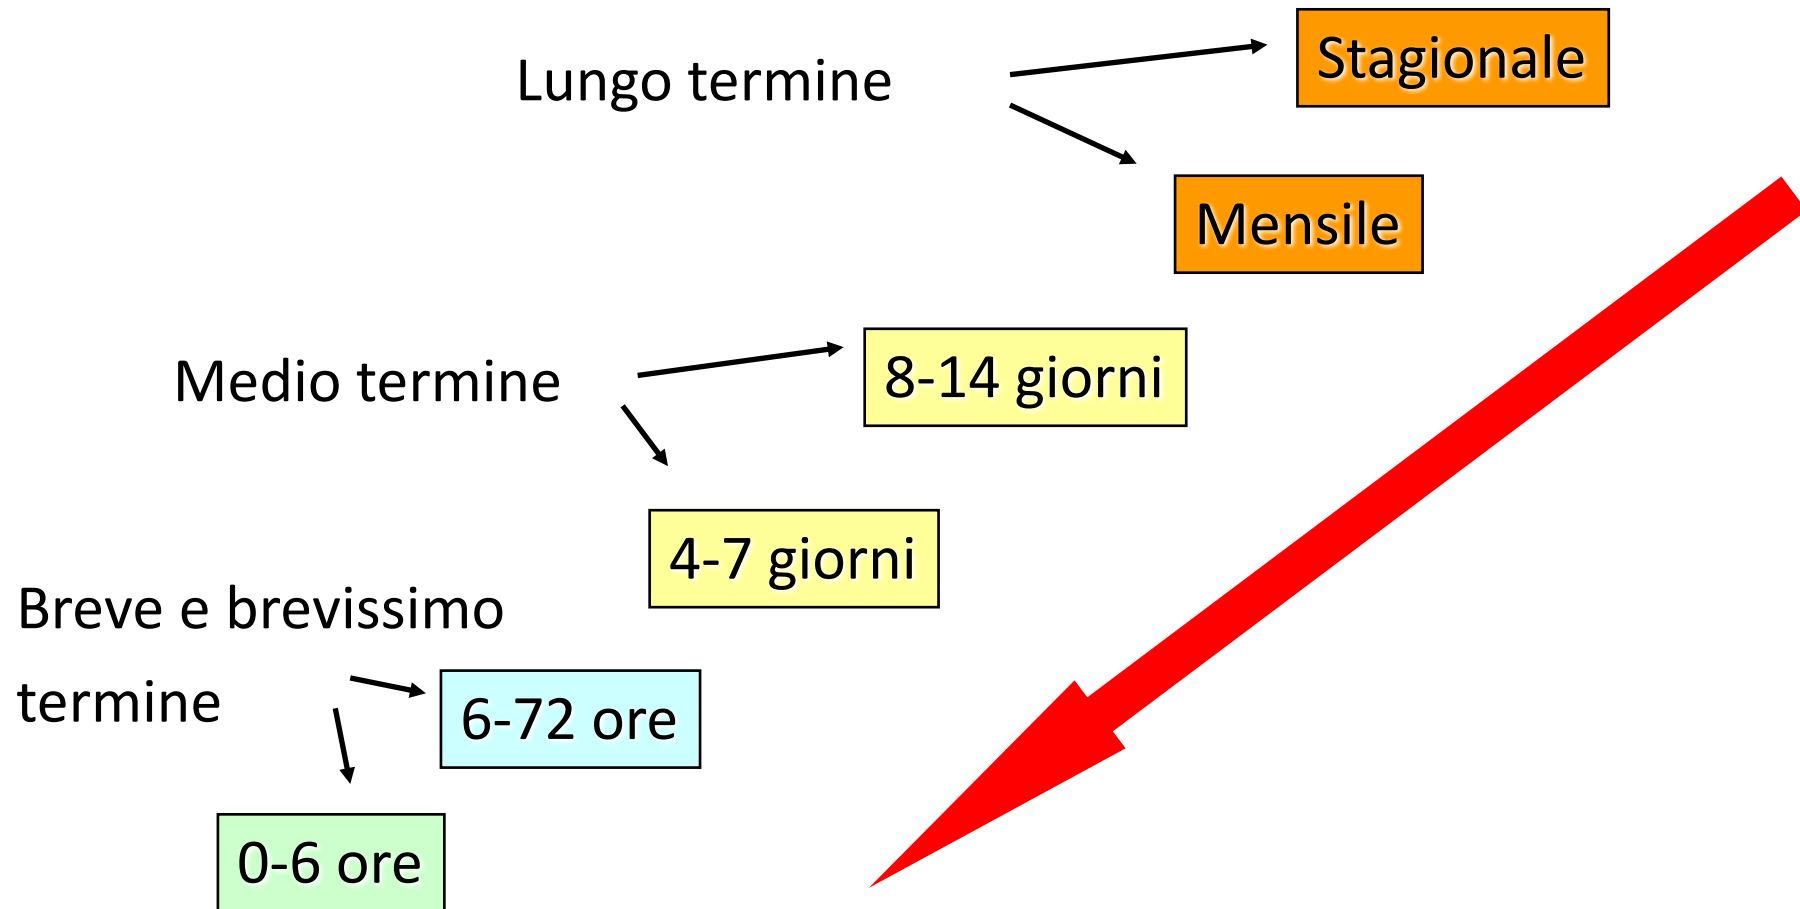 Stagionale
Lungo termine
Mensile
8-14 giorni
Medio termine
4-7 giorni
Breve e brevissimo
termine
6-72 ore
0-6 ore